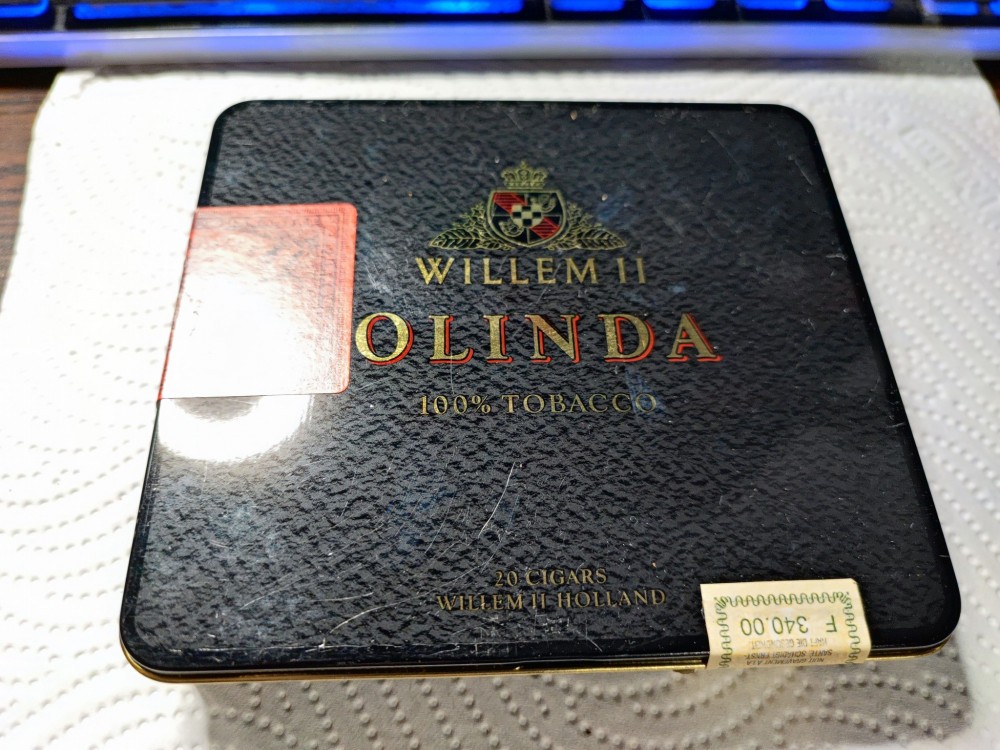 WILLEM II
OLINDA
100% TOBACCO
20 CIGARS
WILLEM II HOLLAND
F 340.00